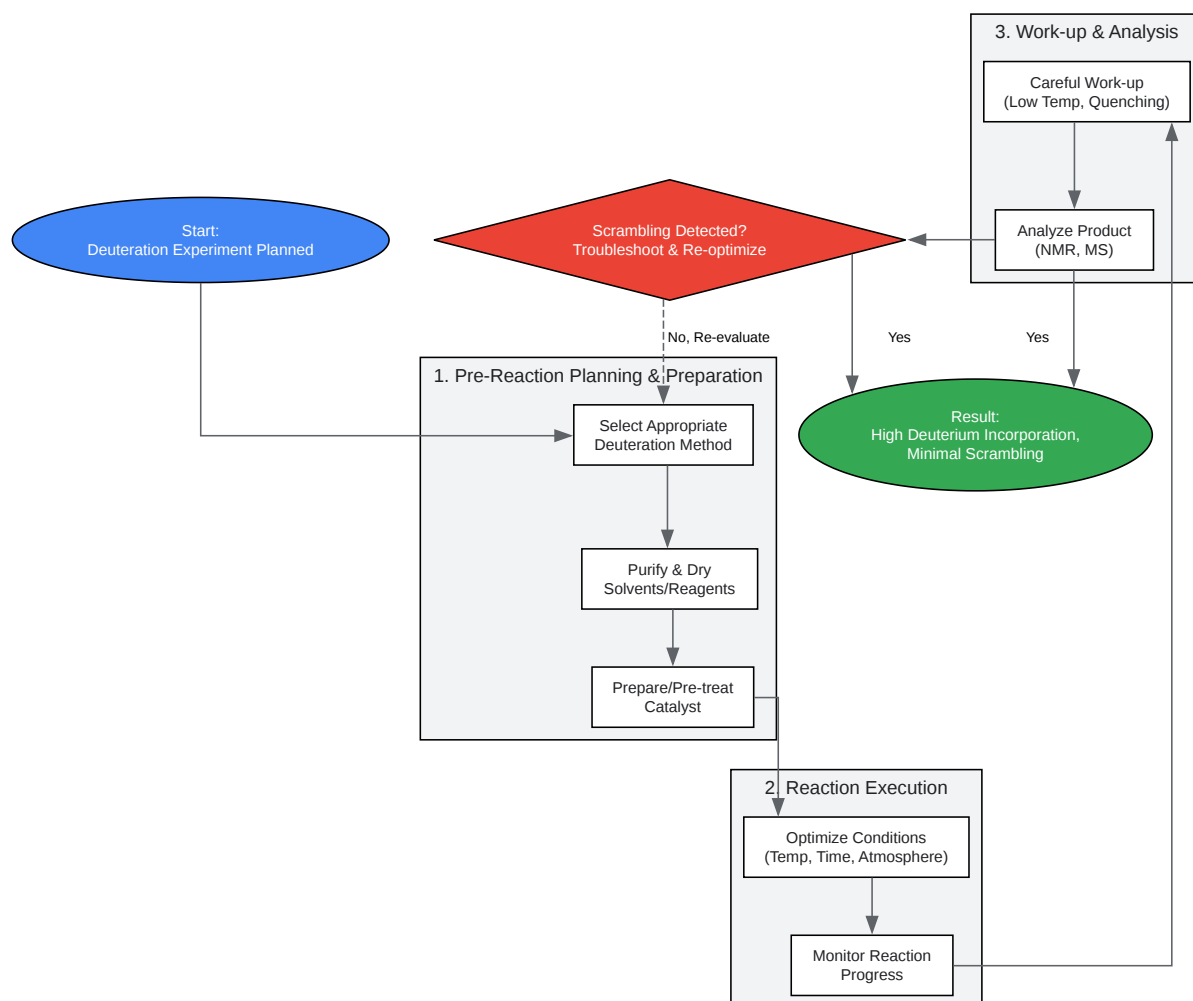 3. Work-up & Analysis
Careful Work-up
(Low Temp, Quenching)
Start:
Deuteration Experiment Planned
Scrambling Detected?
Troubleshoot & Re-optimize
Analyze Product
(NMR, MS)
No, Re-evaluate
Yes
Yes
1. Pre-Reaction Planning & Preparation
Select Appropriate
Deuteration Method
Result:
High Deuterium Incorporation,
Minimal Scrambling
Purify & Dry
Solvents/Reagents
Prepare/Pre-treat
Catalyst
2. Reaction Execution
Optimize Conditions
(Temp, Time, Atmosphere)
Monitor Reaction
Progress